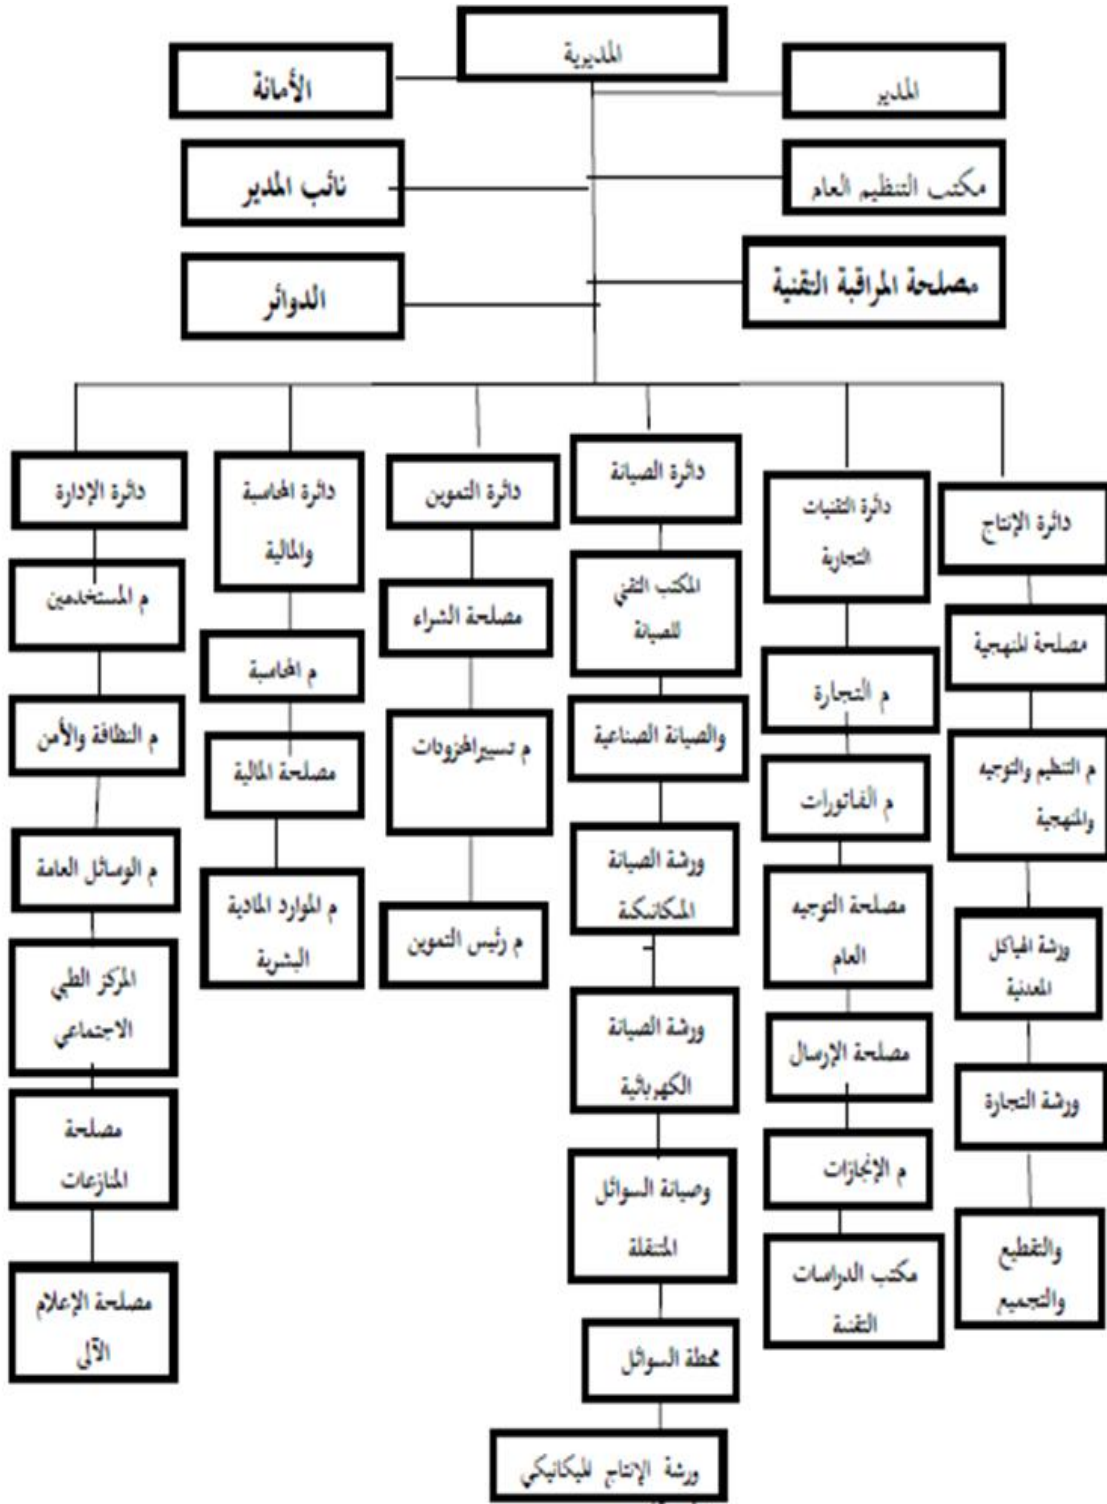 المديرية
المدير
الأمانة
مكتب التنظيم العام
نائب المدير
مصلحة المراقبة التقنية
الدوائر
دائرة الإنتاج
مصلحة المنهجية
م التنظيم والتوجيه
والمنهجية
ورشة الهياكل
المعدنية
ورشة التجارة
والتقطيع
والتجميع
دائرة التقنيات
التجارية
م التجارة
م الفاتورات
مصلحة التوجيه
العام
مصلحة الإرسال
م الإنجازات
مكتب الدراسات
التقنية
دائرة الصيانة
المكتب التقني
للصيانة
والصيانة الصناعية
ورشة الصيانة
المكانيكية
ورشة الصيانة
الكهربائية
وصيانة السوائل
المتنقلة
محطة السوائل
ورشة الإنتاج الميكانيكي
دائرة التموين
مصلحة الشراء
م تسييرالمخزودات
م رئيس التموين
دائرة المحاسبة
والمالية
م المحاسبة
مصلحة المالية
م الموارد المادية
البشرية
دائرة الإدارة
م المستخدمين
م النظافة والأمن
م الوسائل العامة
المركز الطبي
الاجتماعي
مصلحة
المنازعات
مصلحة الإعلام
الآلي